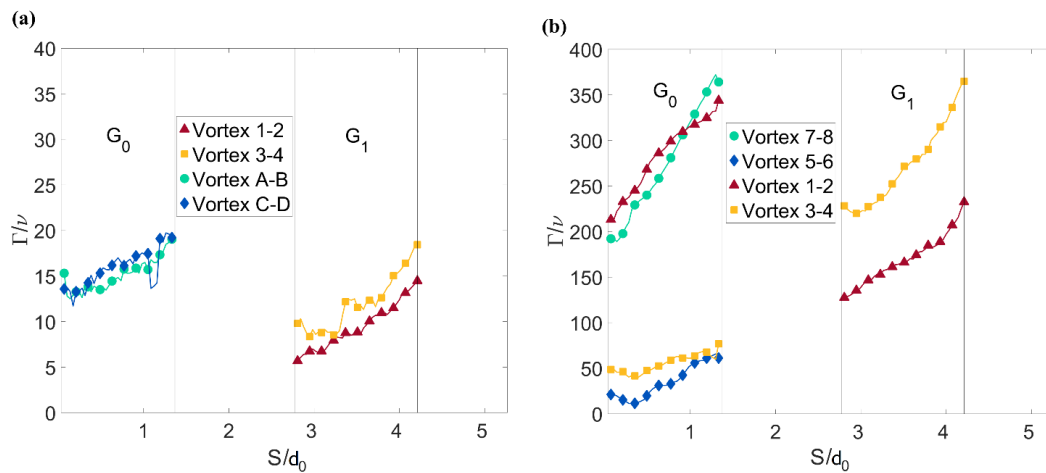 (a)
40
35
30
25
20
15
10
5
0
Γ/ν
G0
G1
Vortex 1-2
Vortex 3-4
Vortex A-B
Vortex C-D
1
2
3
4
5
S/d0
(b)
400
350
300
250
200
150
100
50
0
Γ/ν
G0
G1
Vortex 7-8
Vortex 5-6
Vortex 1-2
Vortex 3-4
1
2
3
4
5
S/d0